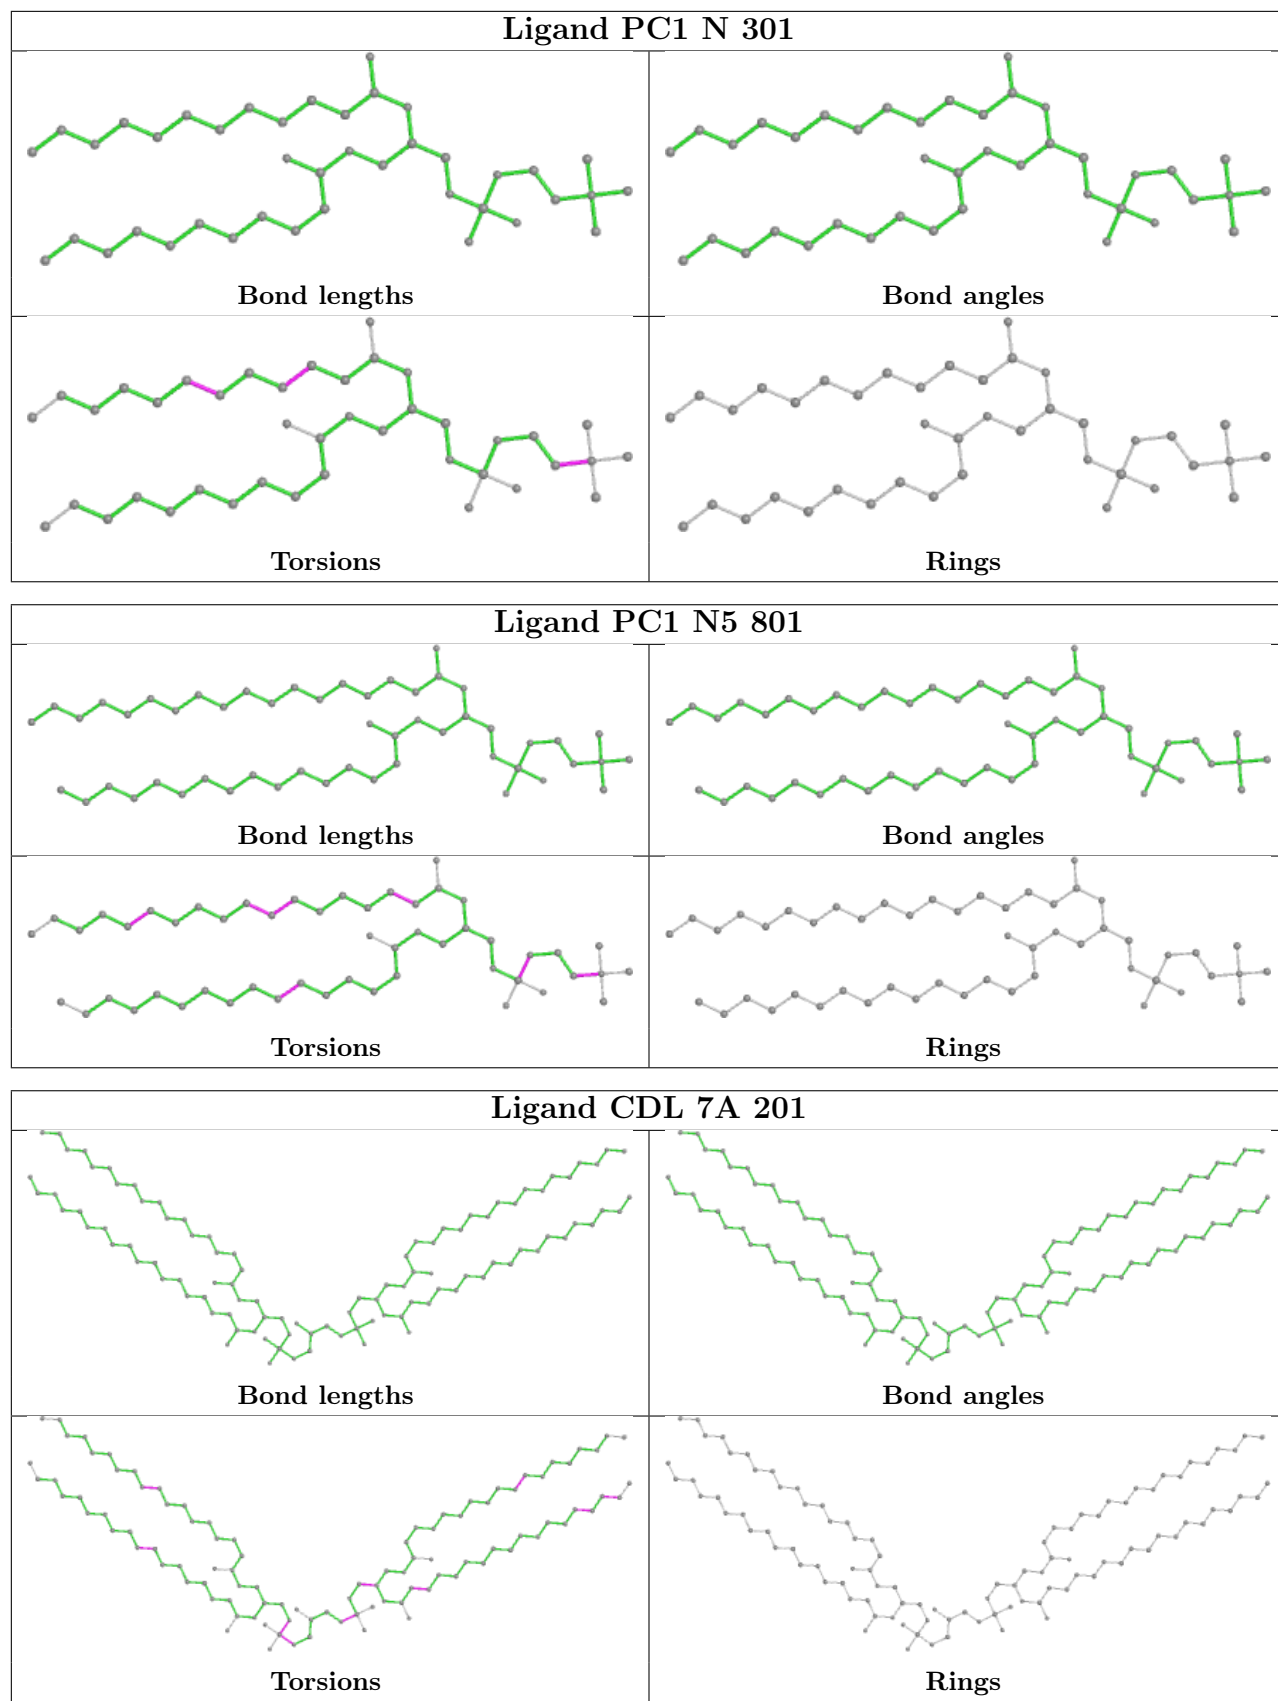 Ligand PC1 N 301
Bond lengths
Bond angles
Torsions
Rings
Ligand PC1 N5 801
Bond lengths
Bond angles
Torsions
Rings
Ligand CDL 7A 201
Bond lengths
Bond angles
Torsions
Rings